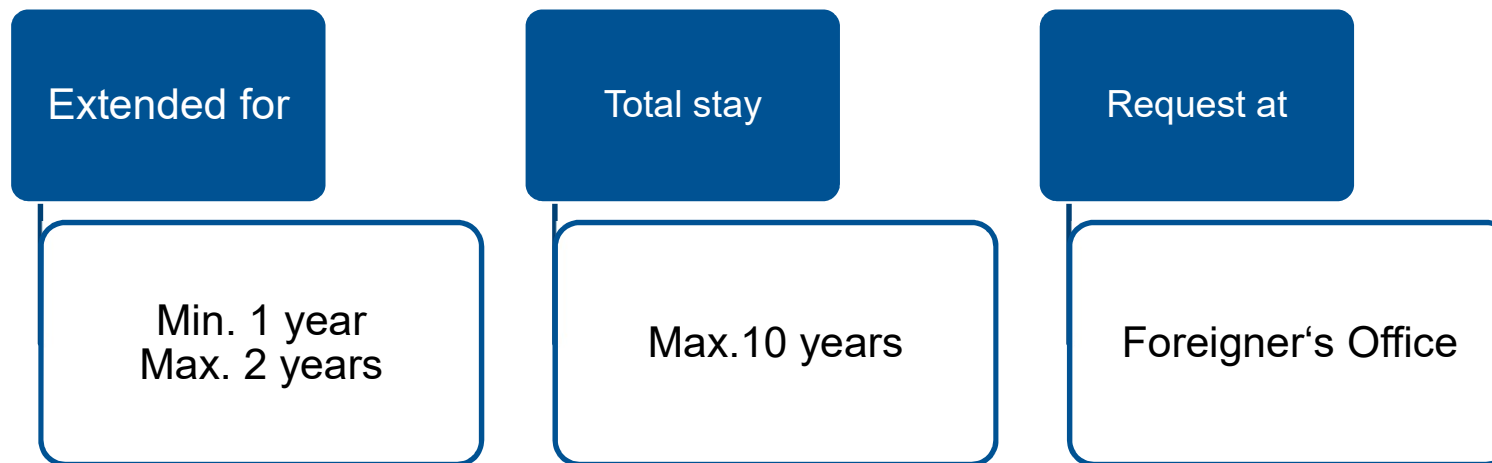 Extended for
Min. 1 year
Max. 2 years
Total stay
Max.10 years
Request at
Foreigner‘s Office